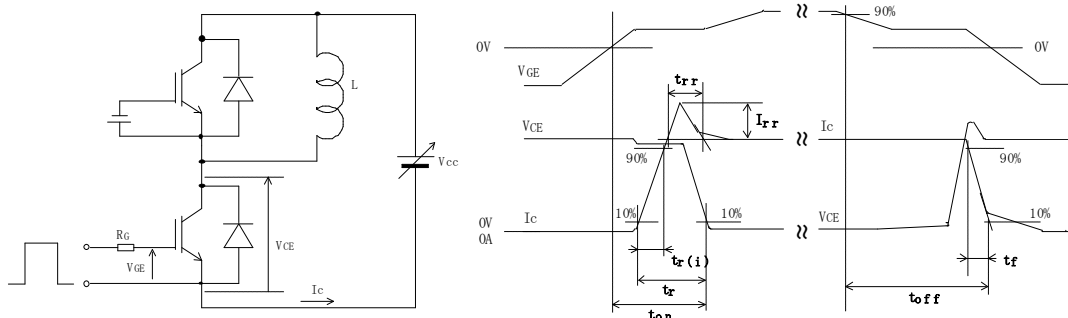 L
Vcc
RG
VGE
VCE
Ic
0V
VGE
trr
Irr
VCE
90%
Ic
10%
10%
0V
0A
tr(i)
tr
ton
90%
0V
Ic
90%
VCE
10%
tf
toff